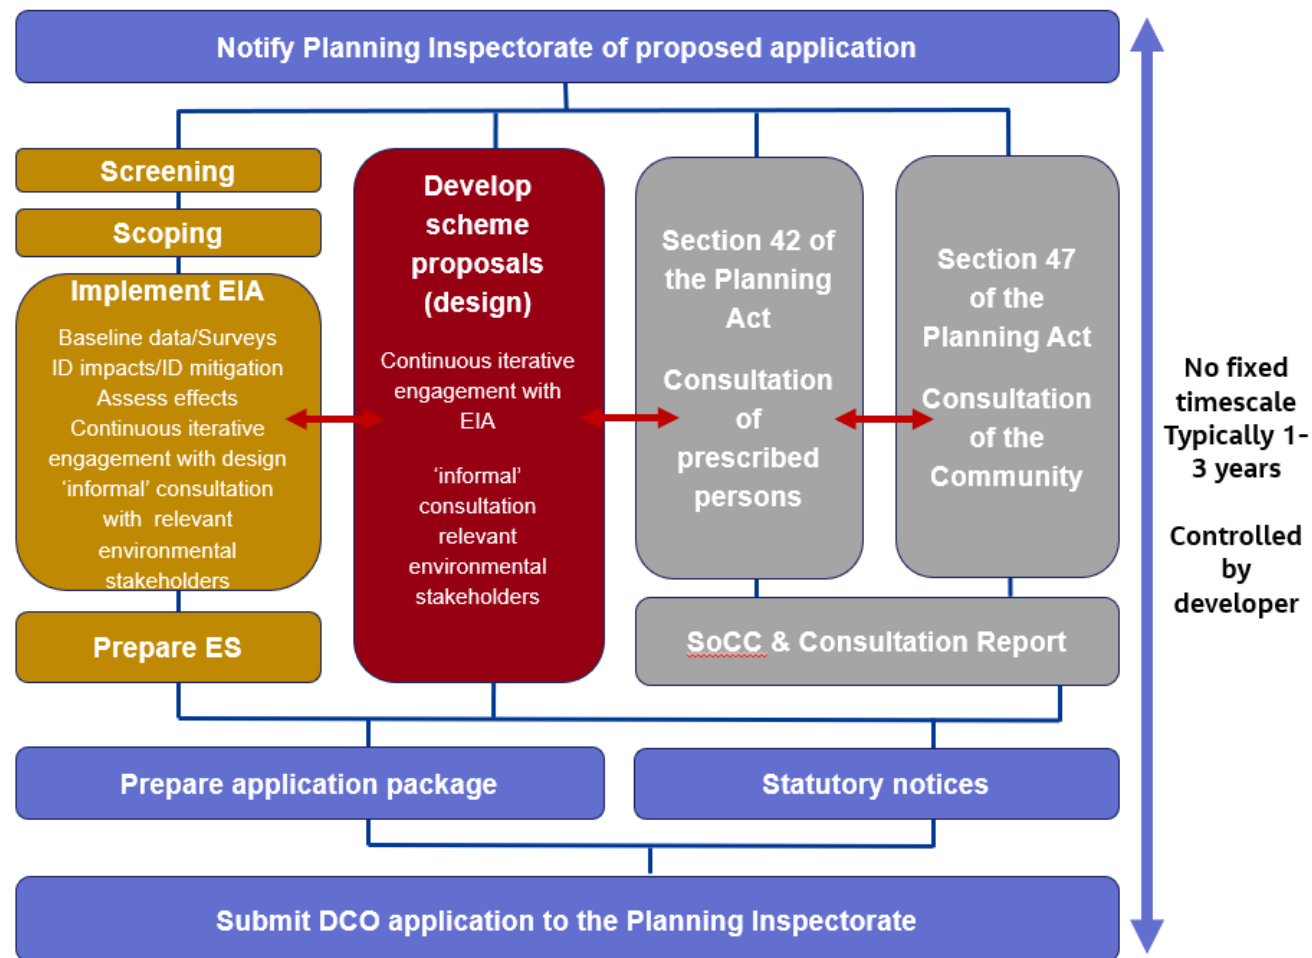 Notify Planning Inspectorate of proposed application
Screening
Scoping
Implement EIA
Baseline data/Surveys
ID impacts/ID mitigation
Assess effects
Continuous iterative
engagement with design
‘informal’ consultation
with relevant
environmental
stakeholders
Prepare ES
Develop
scheme
proposals
(design)
Continuous iterative
engagement with
EIA
‘informal’
consultation
relevant
environmental
stakeholders
Section 42 of
the Planning
Act
Consultation
of
prescribed
persons
Section 47
of the
Planning Act
Consultation
of the
Community
SoCC & Consultation Report
No fixed
timescale
Typically 1-
3 years
Controlled
by
developer
Prepare application package
Statutory notices
Submit DCO application to the Planning Inspectorate